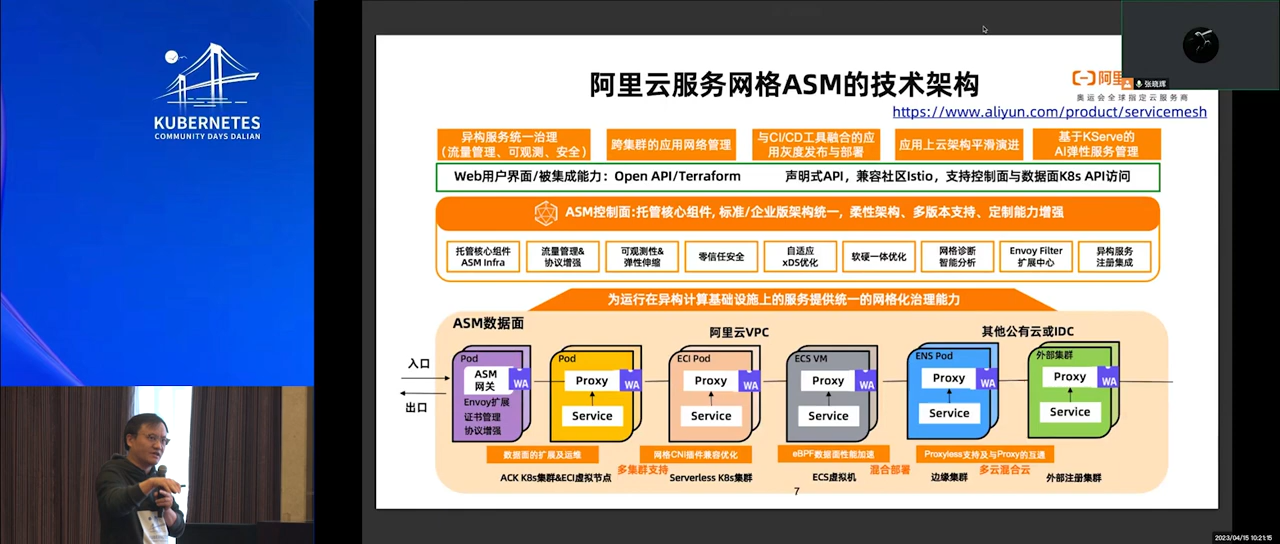 KUBERNETES
COMMUNITY DAYS DALIAN
阿里云服务网格ASM的技术架构
阿里
奥运会全球指定云服务商
张晓辉
https://www.aliyun.com/product/servicemesh
异构服务统一治理
(流量管理、可观测、安全)
跨集群的应用网络管理
与CI/CD工具融合的应
用灰度发布与部署
应用上云架构平滑演进
基于KServe的
AI弹性服务管理
Web用户界面/被集成能力：Open API/Terraform
声明式API，兼容社区Istio，支持控制面与数据面K8s API访问
ASM控制面:托管核心组件, 标准/企业版架构统一，柔性架构、多版本支持、定制能力增强
托管核心组件
ASM Infra
流量管理&
协议增强
可观测性&
弹性伸缩
零信任安全
自适应
xDS优化
软硬一体优化
网格诊断
智能分析
Envoy Filter
扩展中心
异构服务
注册集成
为运行在异构计算基础设施上的服务提供统一的网格化治理能力
ASM数据面
阿里云VPC
其他公有云或IDC
入口
出口
Pod
ASM
网关
WA
Envoy扩展
证书管理
协议增强
Pod
Proxy
WA
Service
ECI Pod
Proxy
WA
Service
ECS VM
Proxy
WA
Service
ENS Pod
Proxy
WA
Service
外部集群
Proxy
WA
Service
数据面的扩展及运维
网格CNI插件兼容优化
eBPF数据面性能加速
Proxyless支持及与Proxy的互通
多集群支持
混合部署
多云混合云
ACK K8s集群&ECI虚拟节点
Serverless K8s集群
ECS虚拟机
边缘集群
外部注册集群
7
2023/04/15 10:21:15